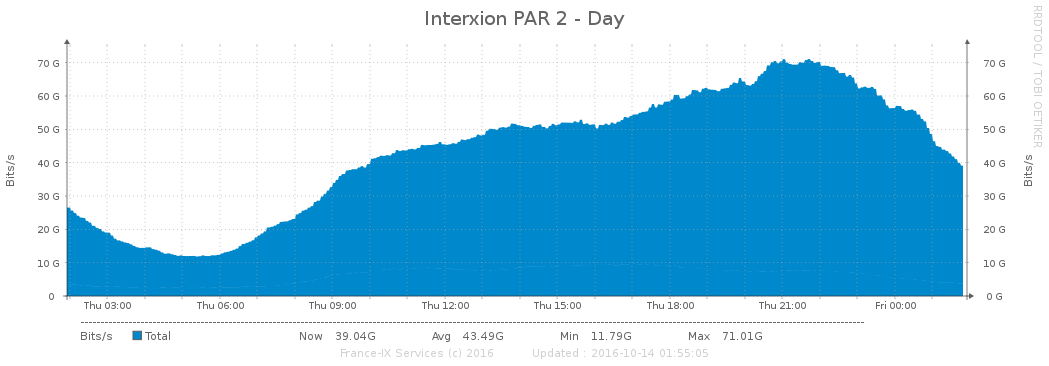 Interxion PAR 2 - Day
RRDTOOL / TOBI OETIKER
Bits/s
70 G 70 G
60 G 60 G
50 G 50 G
40 G 40 G
30 G 30 G
20 G 20 G
10 G 10 G
0 0 G
Bits/s
Thu 03:00 Thu 06:00 Thu 09:00 Thu 12:00 Thu 15:00 Thu 18:00 Thu 21:00 Fri 00:00
Bits/s Total Now 39.04G Avg 43.49G Min 11.79G Max 71.01G
France-IX Services (c) 2016 Updated : 2016-10-14 01:55:05